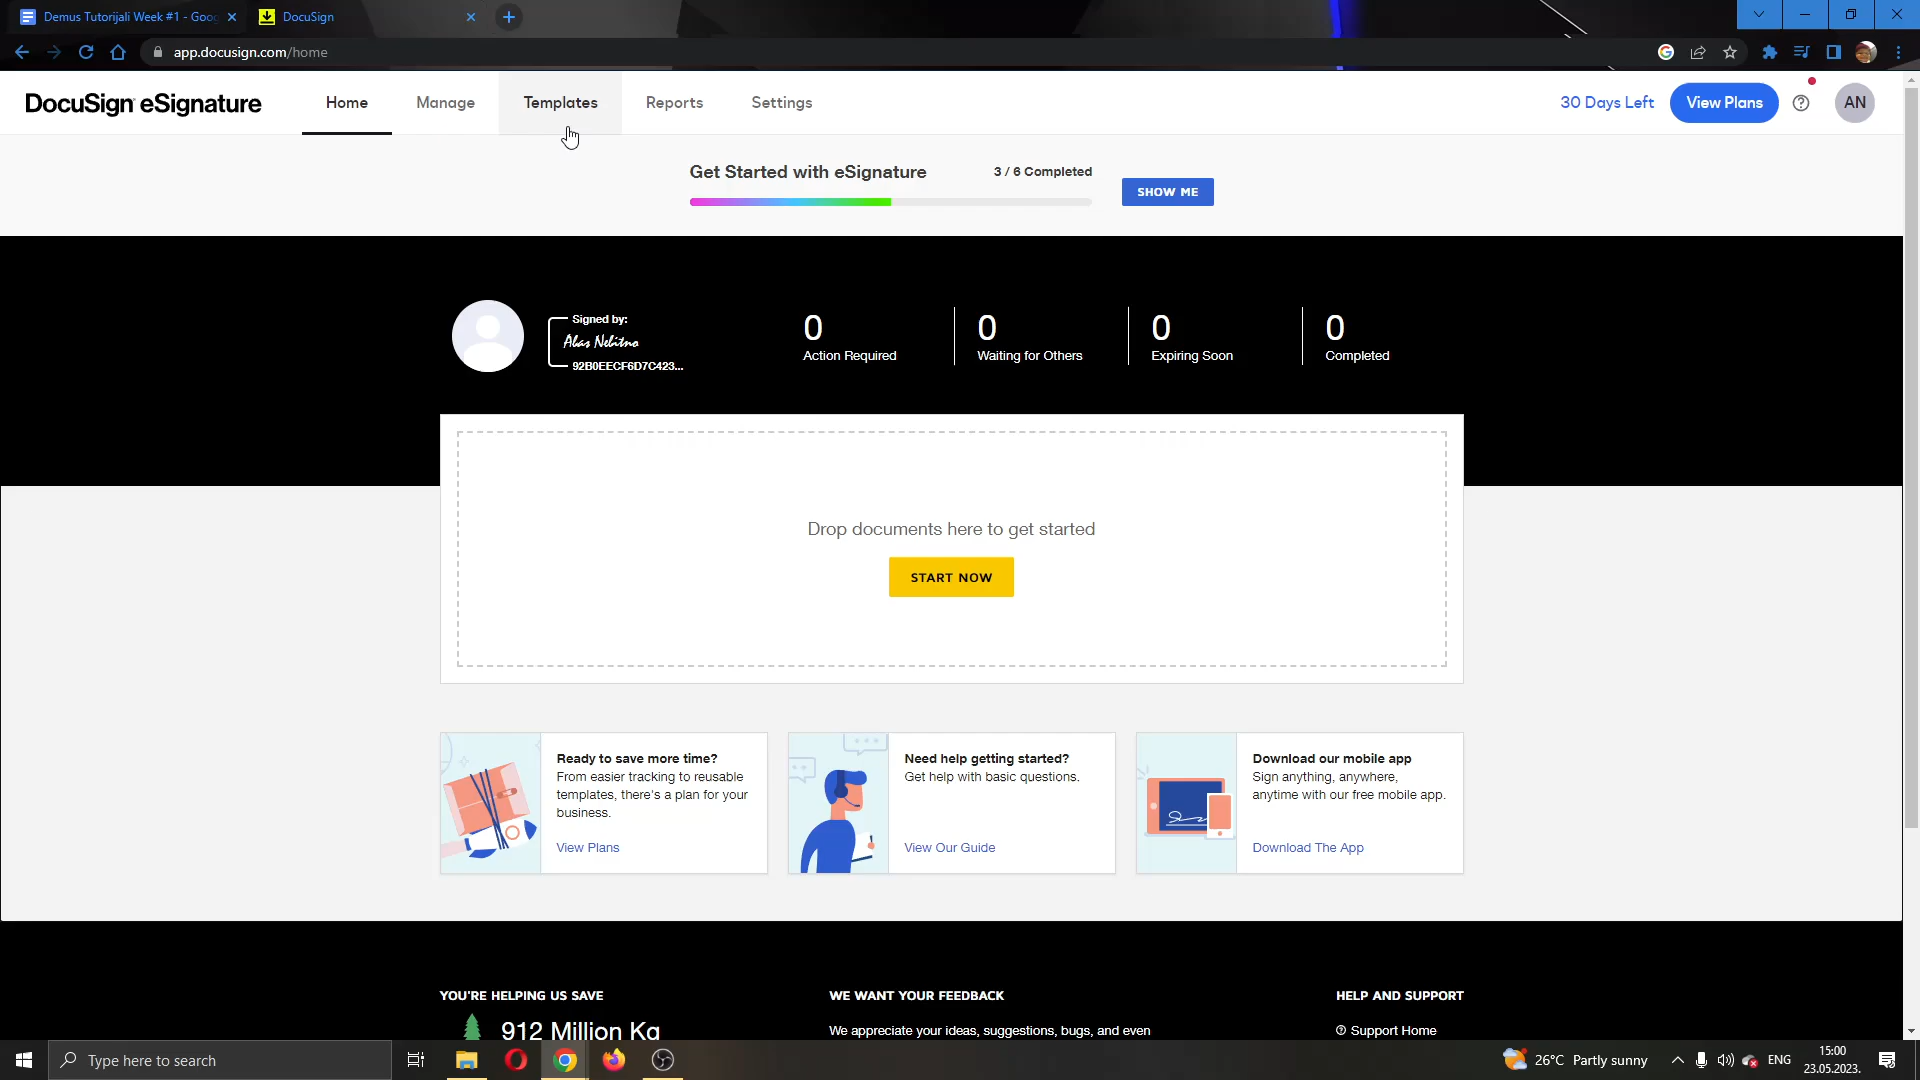 Demus Tutorijali Week #1 - Goo
DocuSign
app.docusign.com/home
DocuSign eSignature
Home
Manage
Templates
Reports
Settings
30 Days Left
View Plans
AN
Get Started with eSignature
3 / 6 Completed
SHOW ME
Signed by:
Abas Nebitno
92B0EECF6D7C423...
0
Action Required
0
Waiting for Others
0
Expiring Soon
0
Completed
Drop documents here to get started
START NOW
Ready to save more time?
From easier tracking to reusable
templates, there's a plan for your
business.
View Plans
Need help getting started?
Get help with basic questions.
View Our Guide
Download our mobile app
Sign anything, anywhere,
anytime with our free mobile app.
Download The App
YOU'RE HELPING US SAVE
912 Million Kg
WE WANT YOUR FEEDBACK
We appreciate your ideas, suggestions, bugs, and even
HELP AND SUPPORT
Support Home
Type here to search
26°C Partly sunny
ENG
15:00
23.05.2023.